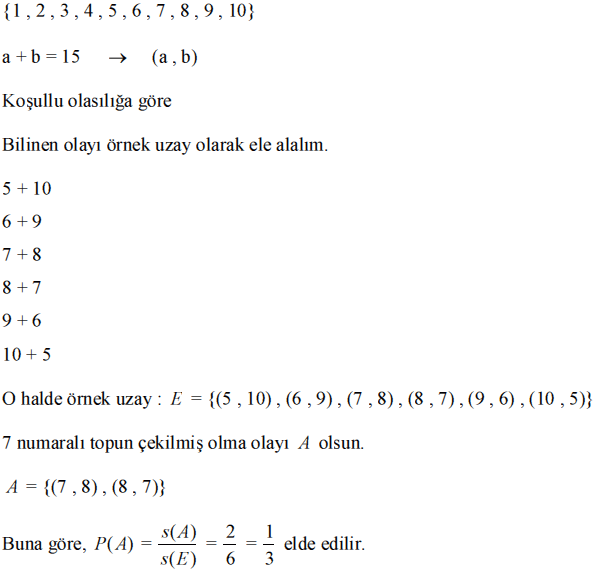 {1 , 2 , 3 , 4 , 5 , 6 , 7 , 8 , 9 , 10}
a + b = 15 → (a , b)
Koşullu olasılığa göre
Bilinen olayı örnek uzay olarak ele alalım.
5 + 10
6 + 9
7 + 8
8 + 7
9 + 6
10 + 5
O halde örnek uzay : E = {(5 , 10) , (6 , 9) , (7 , 8) , (8 , 7) , (9 , 6) , (10 , 5)}
7 numaralı topun çekilmiş olma olayı A olsun.
A = {(7 , 8) , (8 , 7)}
Buna göre, P(A) = s(A)/s(E) = 2/6 = 1/3 elde edilir.